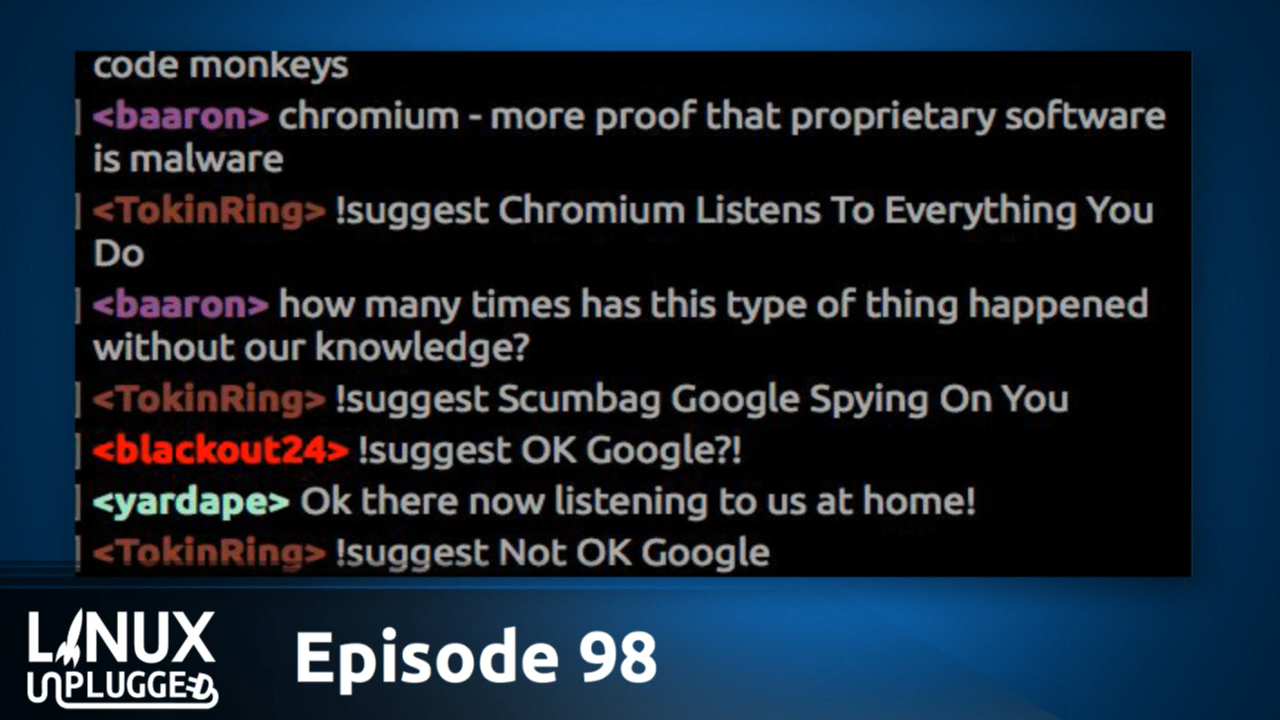 code monkeys
<baaron> chromium - more proof that proprietary software
is malware
<TokinRing> !suggest Chromium Listens To Everything You
Do
<baaron> how many times has this type of thing happened
without our knowledge?
<TokinRing> !suggest Scumbag Google Spying On You
<blackout24> !suggest OK Google?!
<yardape> Ok there now listening to us at home!
<TokinRing> !suggest Not OK Google
LINUX
UNPLUGGED
Episode 98